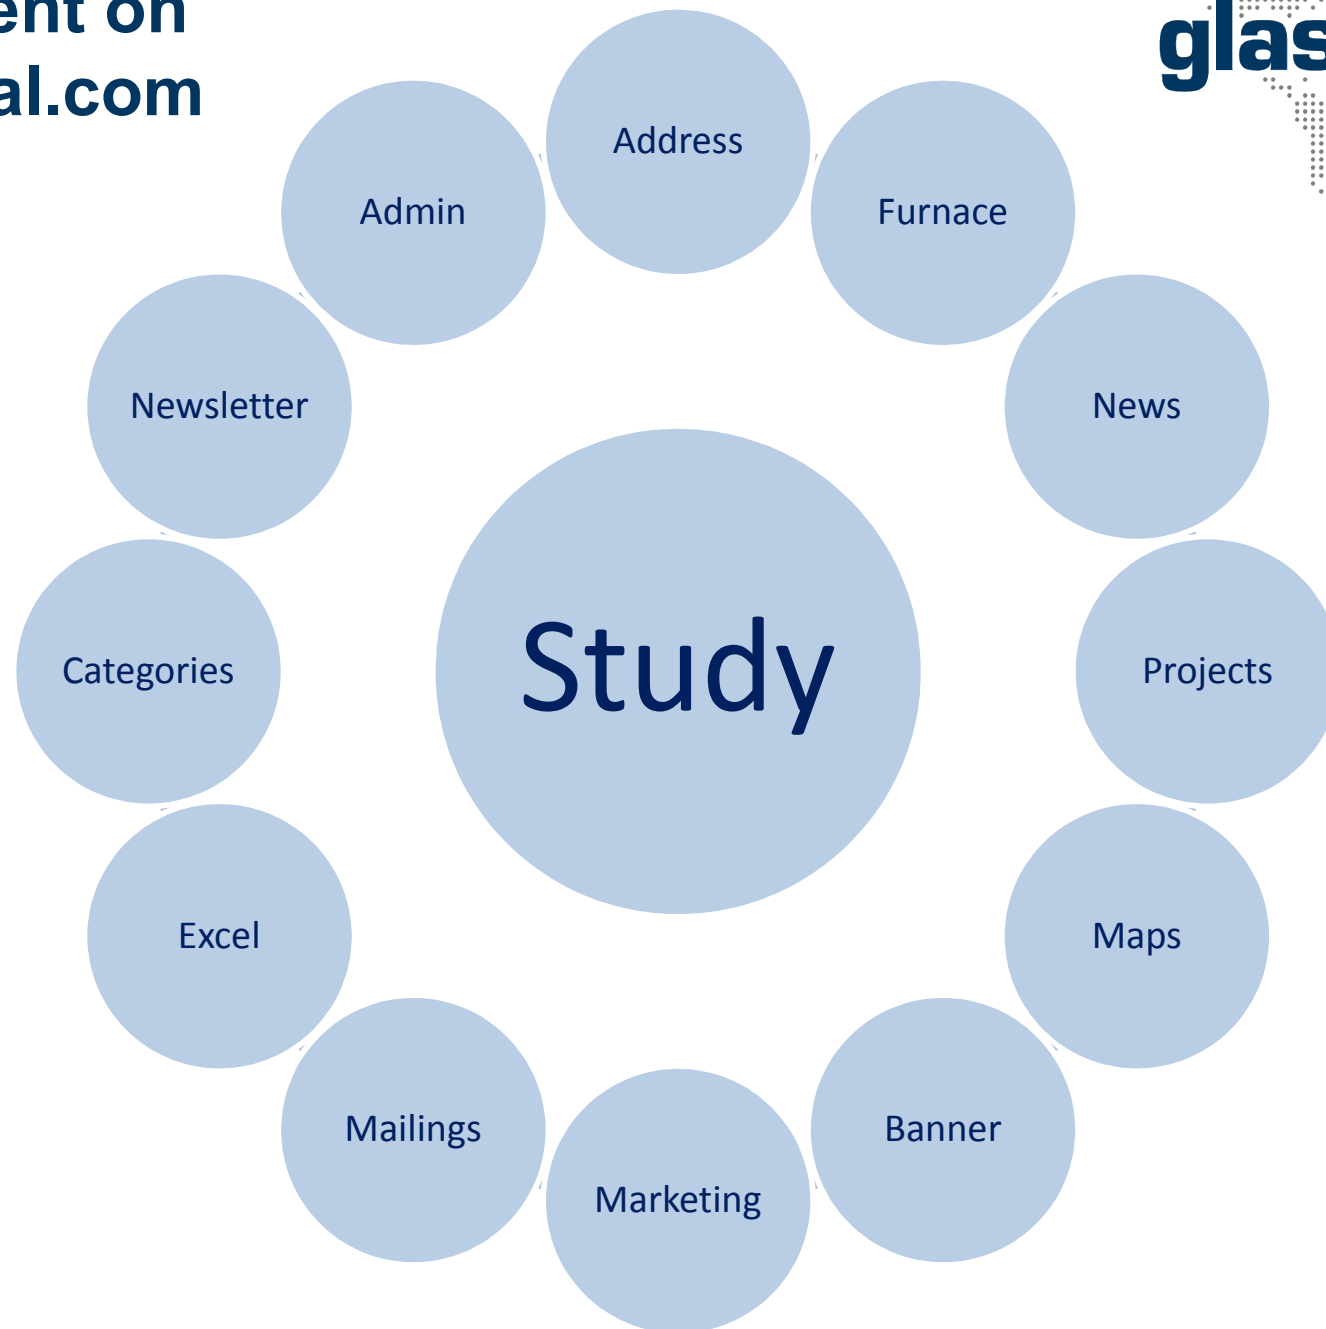 ent on
al.com
glas
Address
Admin
Furnace
Newsletter
News
Study
Categories
Projects
Excel
Maps
Mailings
Banner
Marketing